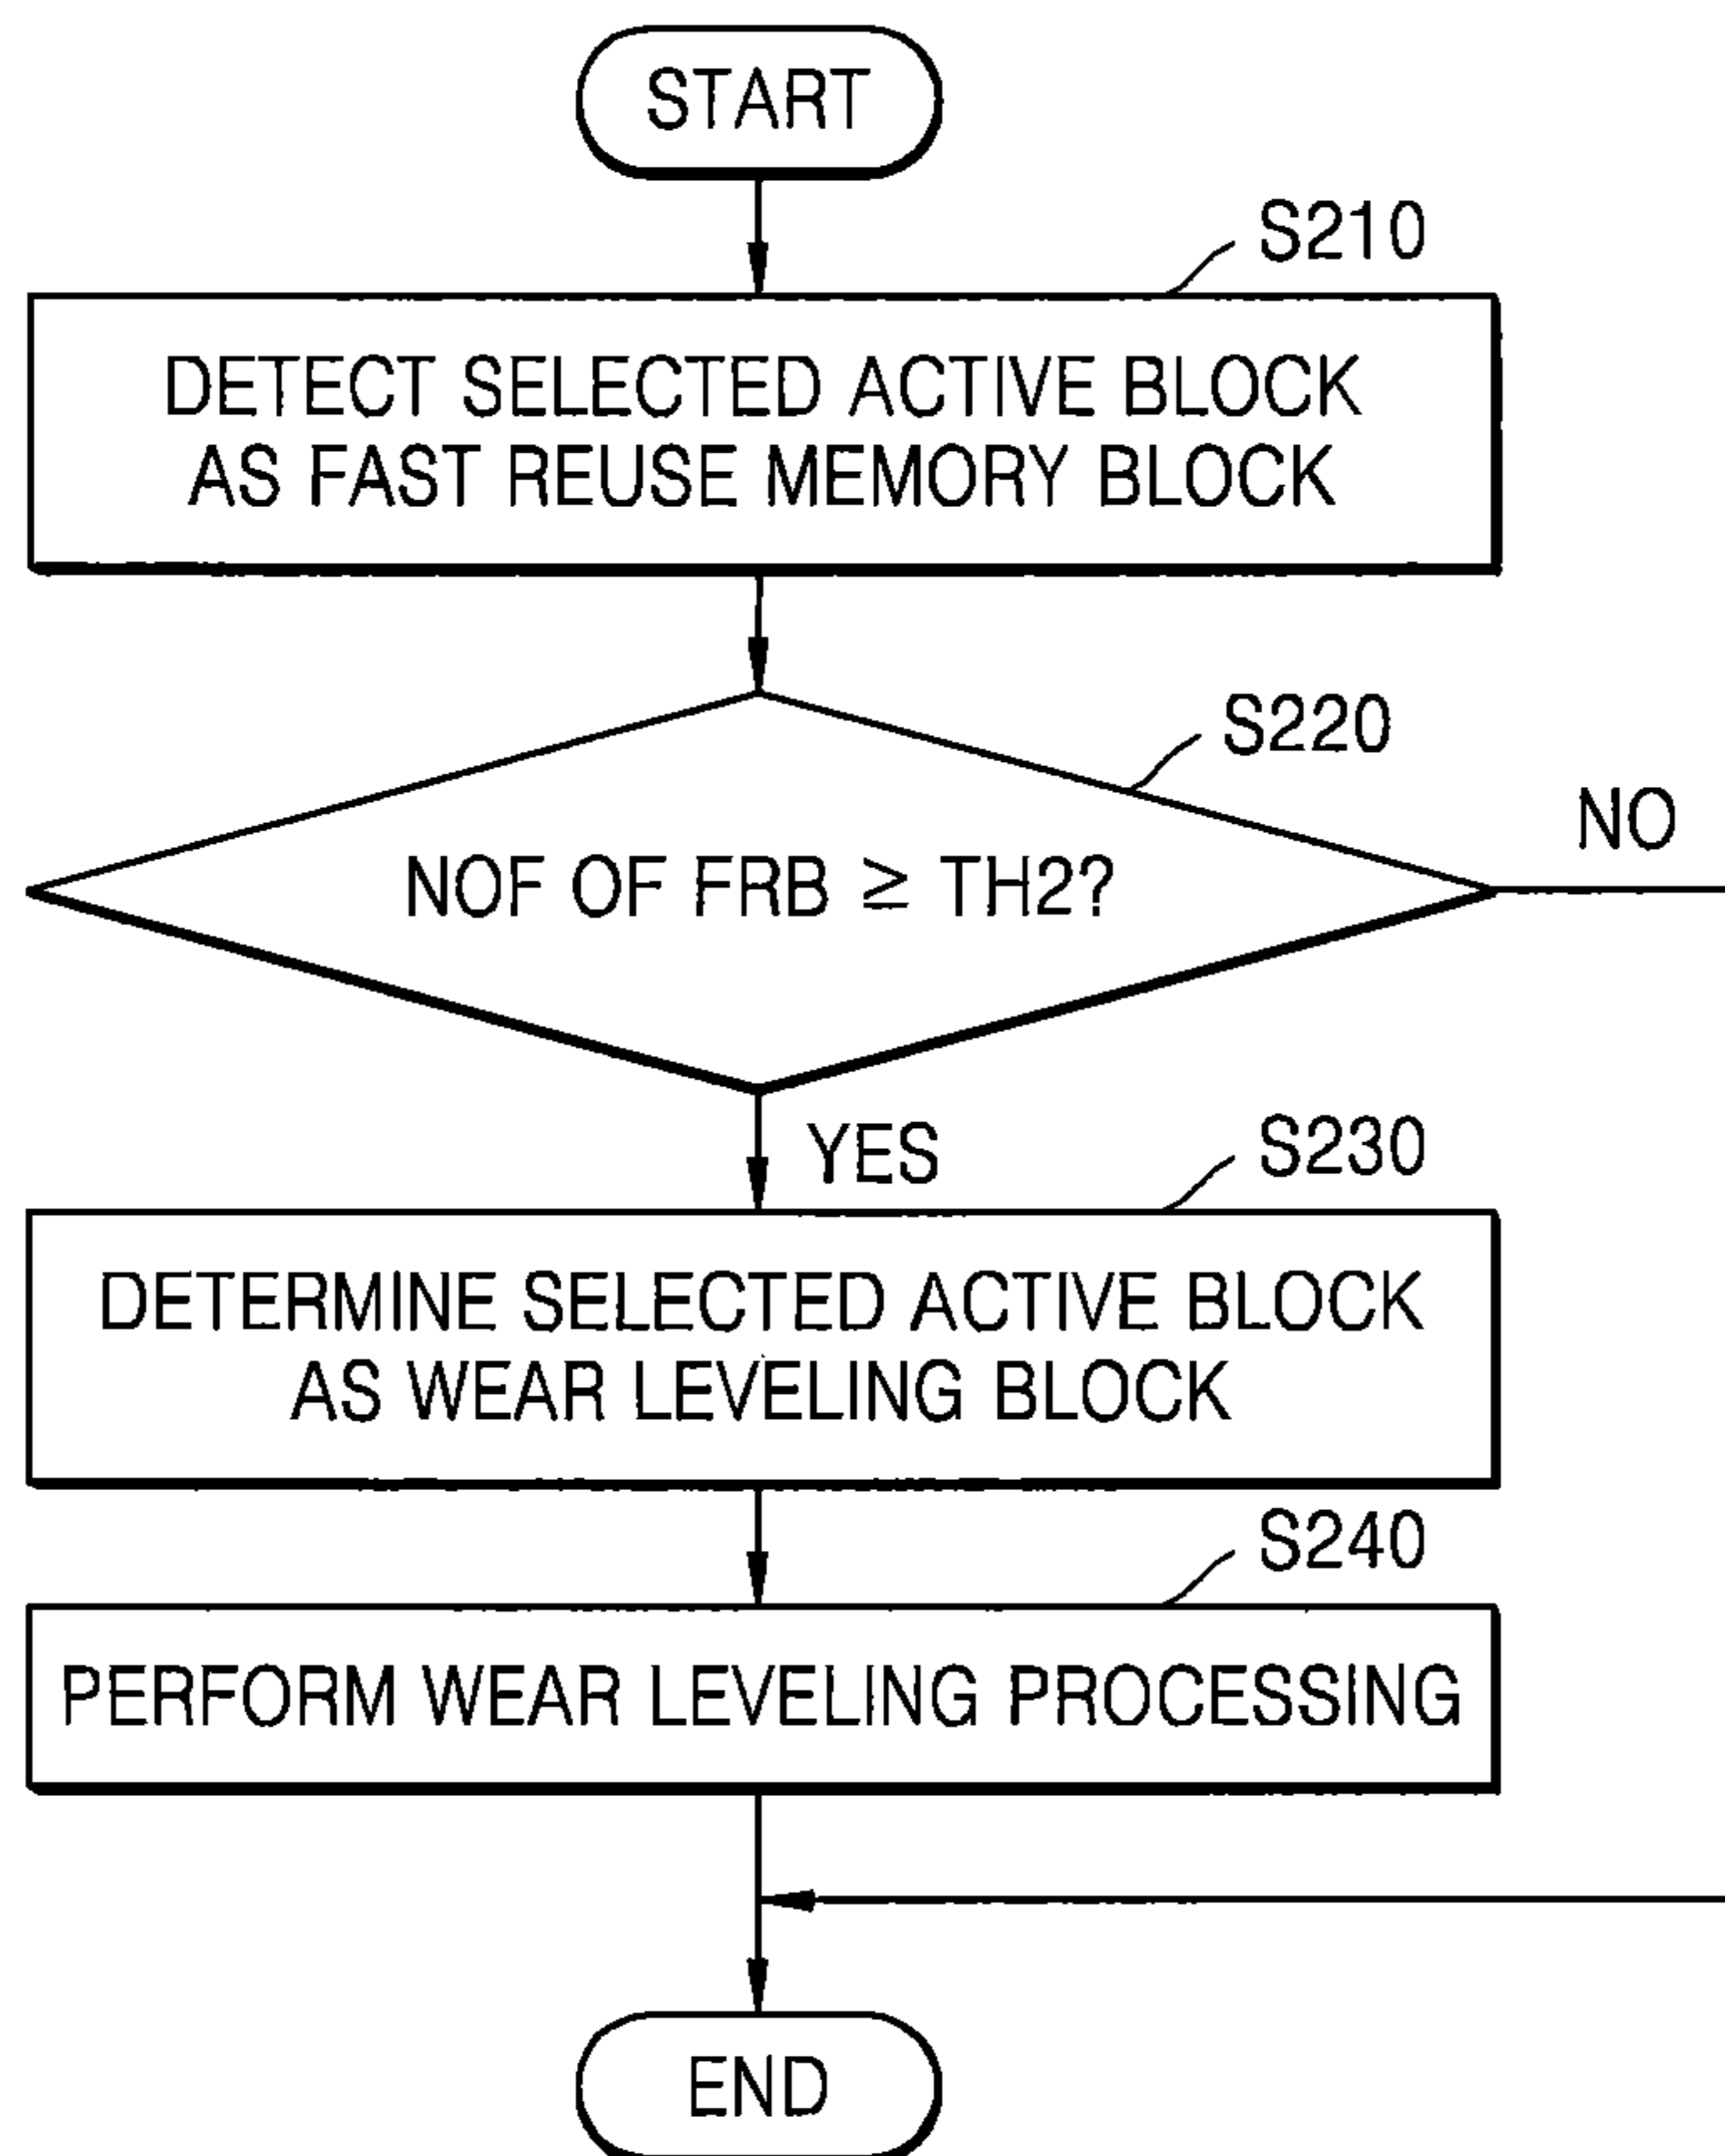 START
S210
DETECT SELECTED ACTIVE BLOCK
AS FAST REUSE MEMORY BLOCK
S220
NO
NOF OF FRB ≥ TH2?
YES
S230
DETERMINE SELECTED ACTIVE BLOCK
AS WEAR LEVELING BLOCK
S240
PERFORM WEAR LEVELING PROCESSING
END